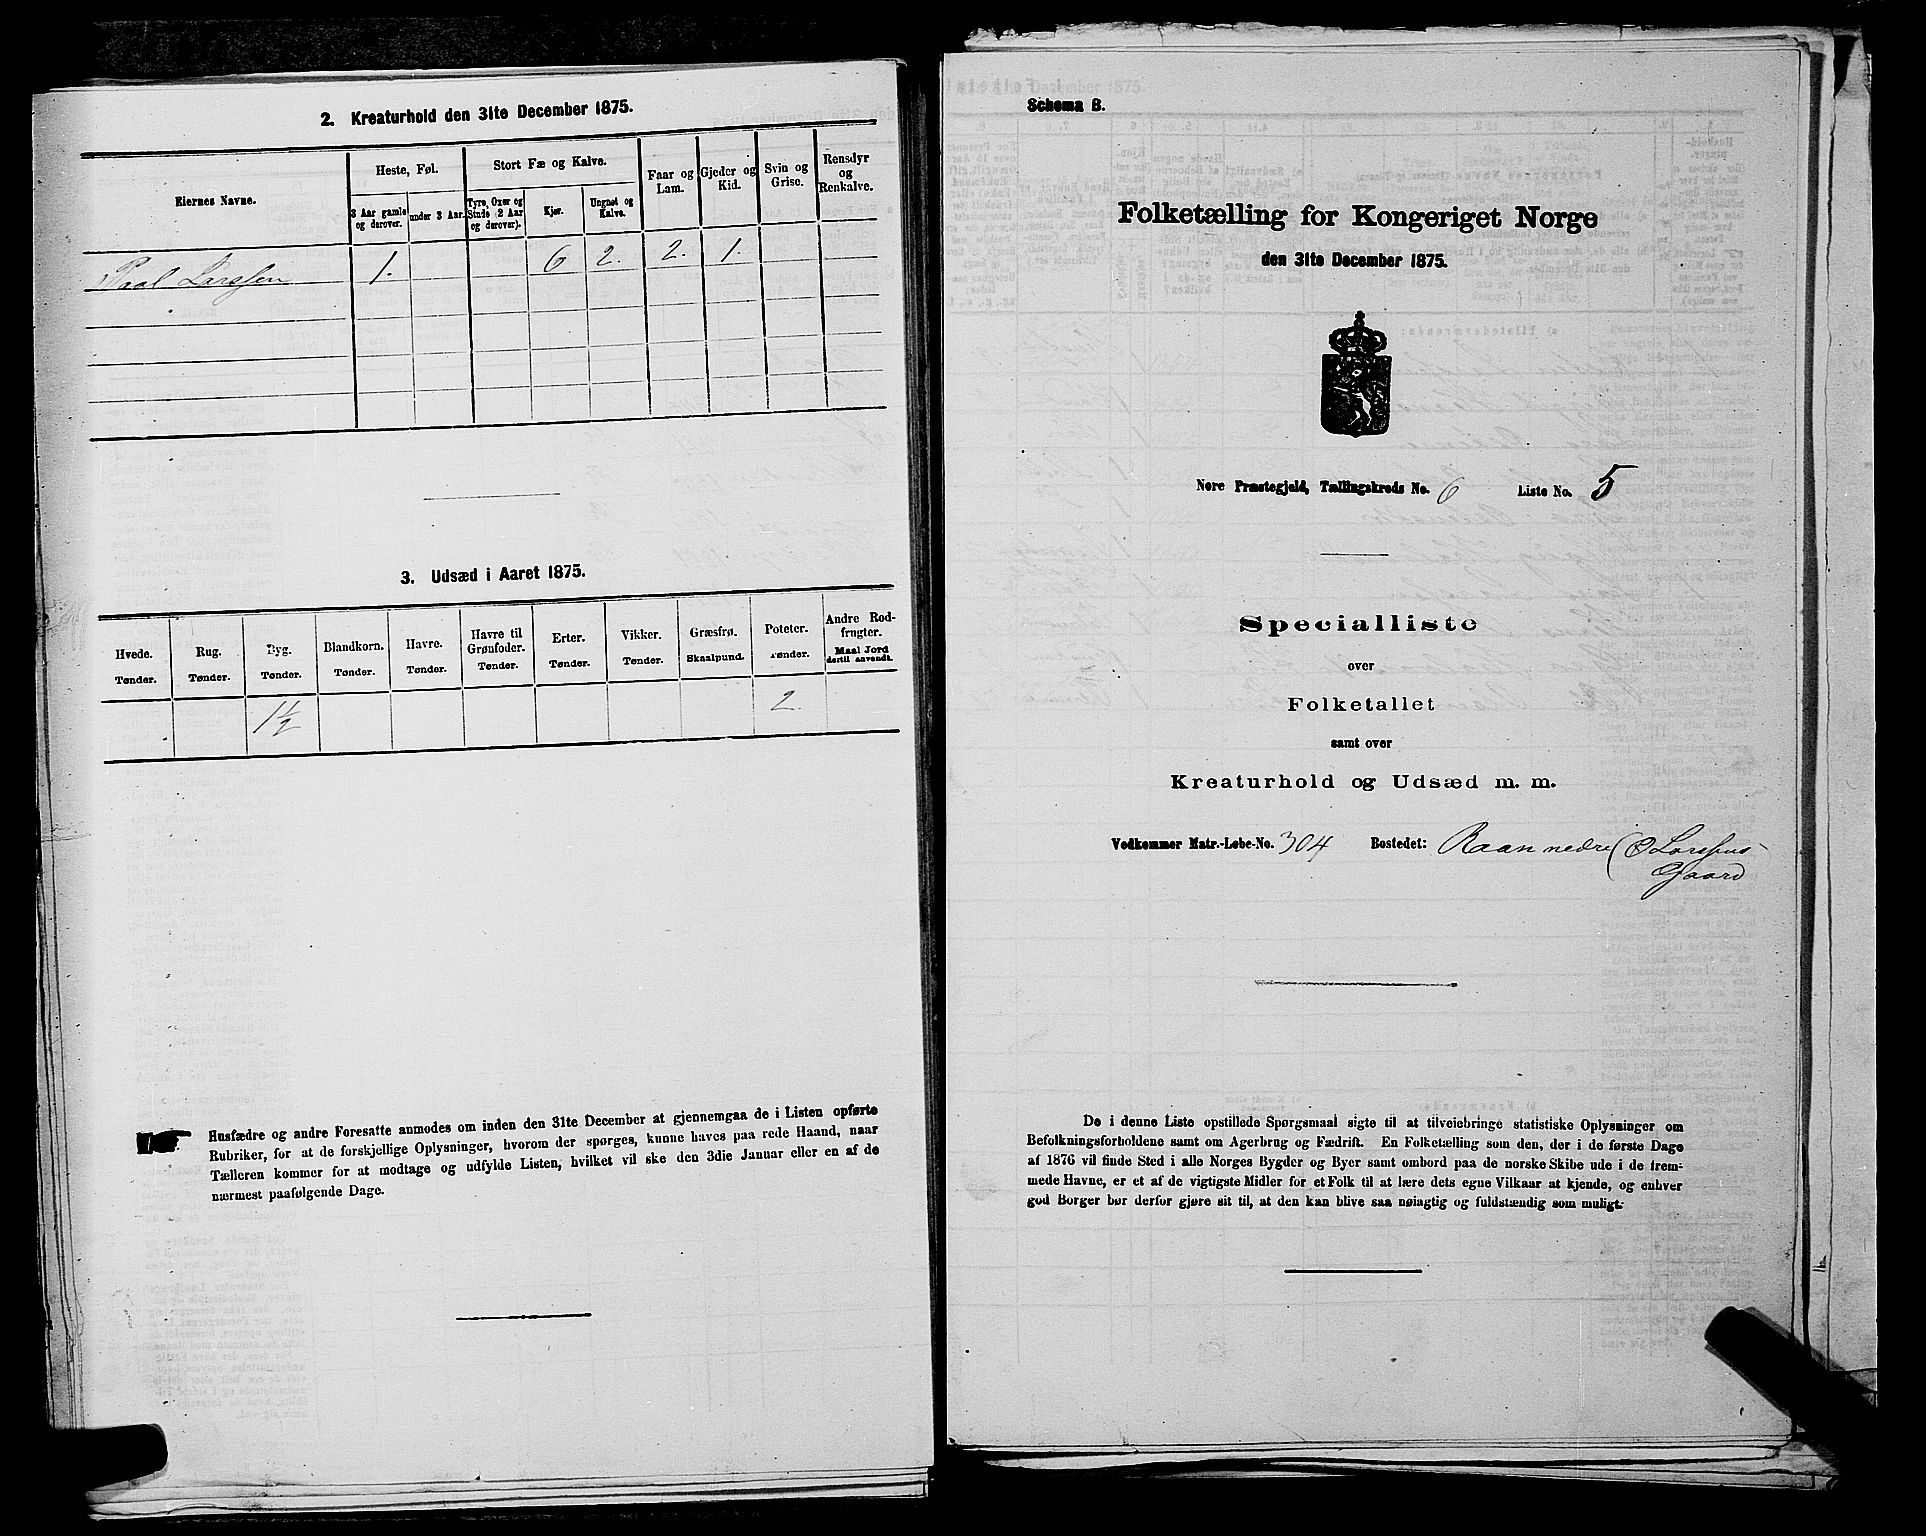 2. Kreaturhold den 31te December 1875.
Eiernes Navne.
Heste, Føl.
3 Aar gamle og derover.
under 3 Aar.
Stort Fæ og Kalve.
Tyre, Oxer og Stude (2 Aar og derover).
Kjør.
Ungnøt og Kalve.
Faar og Lam.
Gjeder og Kid.
Svin og Grise.
Rensdyr og Renkalve.
Paal Larssen 1. 6 2. 2. 1.
3. Udsæd i Aaret 1875.
Hvede. Tønder.
Rug. Tønder.
Byg. Tønder.
Blandkorn. Tønder.
Havre. Tønder.
Havre til Grønfoder. Tønder.
Erter. Tønder.
Vikker. Tønder.
Græsfrø. Skaalpund.
Poteter. Tønder.
Andre Rodfrugter. Maal Jord dertil anvendt.
1 1/2 2.
Husfædre og andre Foresatte anmodes om inden den 31te December at gjennemgaa de i Listen opførte
Rubriker, for at de forskjellige Oplysninger, hvorom der spørges, kunne haves paa rede Haand, naar
Tælleren kommer for at modtage og udfylde Listen, hvilket vil ske den 3die Januar eller en af de
nærmest paafølgende Dage.
Schema B.
Folketælling for Kongeriget Norge
den 31te December 1875.
Nore Præstegjeld, Tællingskreds No. 6 Liste No. 5
Specialliste
over
Folketallet
samt over
Kreaturhold og Udsæd m. m.
Vedkommer Matr.-Løbe-No. 304 Bostedet: Raan nedre ( Larssens-
Gaard
De i denne Liste opstillede Spørgsmaal sigte til at tilveiebringe statistiske Oplysninger om
Befolkningsforholdene samt om Agerbrug og Fædrift. En Folketælling som den, der i de første Dage
af 1876 vil finde Sted i alle Norges Bygder og Byer samt ombord paa de norske Skibe ude i de frem-
mede Havne, er et af de vigtigste Midler for et Folk til at lære dets egne Vilkaar at kjende, og enhver
god Borger bør derfor gjøre sit til, at den kan blive saa nøiagtig og fuldstændig som muligt.